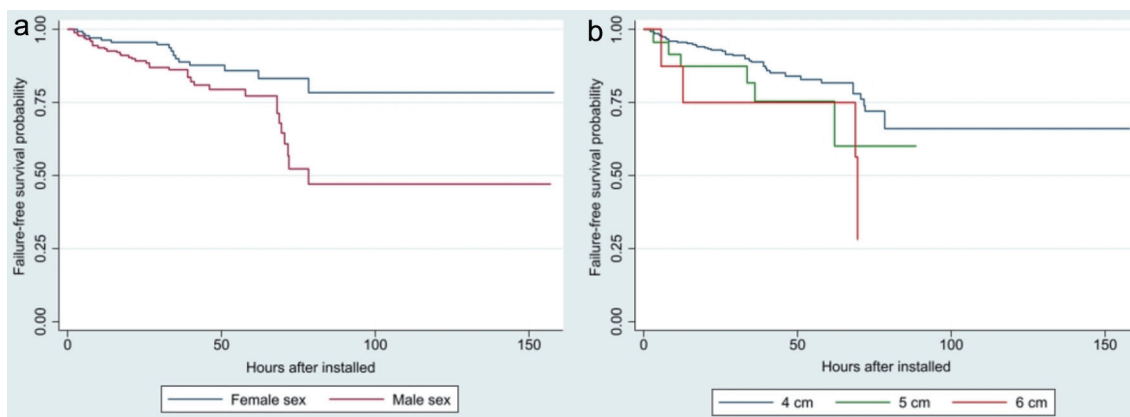 a
1.00
0.75
0.50
0.25
0.00
Failure-free survival probability
0 50 100 150
Hours after installed
Female sex Male sex
b
1.00
0.75
0.50
0.25
0.00
Failure-free survival probability
0 50 100 150
Hours after installed
4 cm 5 cm 6 cm